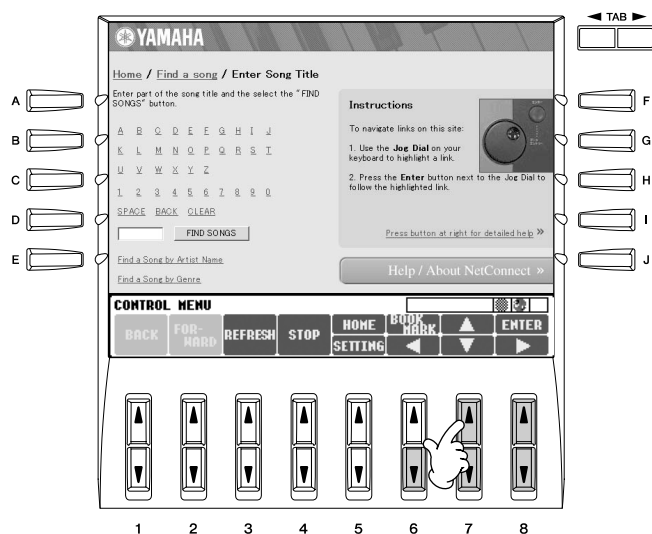 ◄ TAB ►
YAMAHA
Home / Find a song / Enter Song Title
Enter part of the song title and the select the "FIND
SONGS" button.
A B C D E F G H I J
K L M N O P Q R S T
U V W X Y Z
1 2 3 4 5 6 7 8 9 0
SPACE BACK CLEAR
FIND SONGS
Find a Song by Artist Name
Find a Song by Genre
Instructions
To navigate links on this site:
1. Use the Jog Dial on your
keyboard to highlight a link.
2. Press the Enter button next to the Jog Dial to
follow the highlighted link.
Press button at right for detailed help »
Help / About NetConnect »
A
B
C
D
E
F
G
H
I
J
CONTROL MENU
BACK FOR-WARD REFRESH STOP HOME BOOK MARK ▲ ENTER
SETTING ◄ ▼ ►
1 2 3 4 5 6 7 8